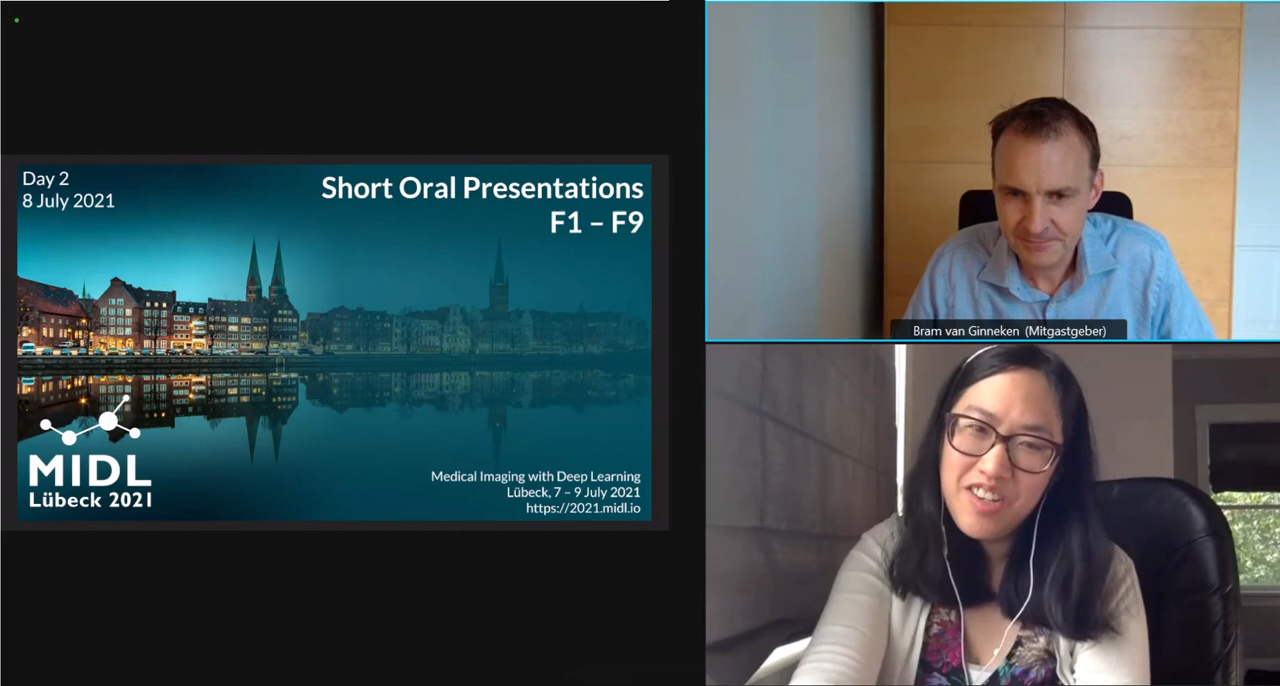 Day 2
8 July 2021
Short Oral Presentations
F1 – F9
MIDL
Lübeck 2021
Medical Imaging with Deep Learning
Lübeck, 7 – 9 July 2021
https://2021.midl.io
Bram van Ginneken (Mitgastgeber)